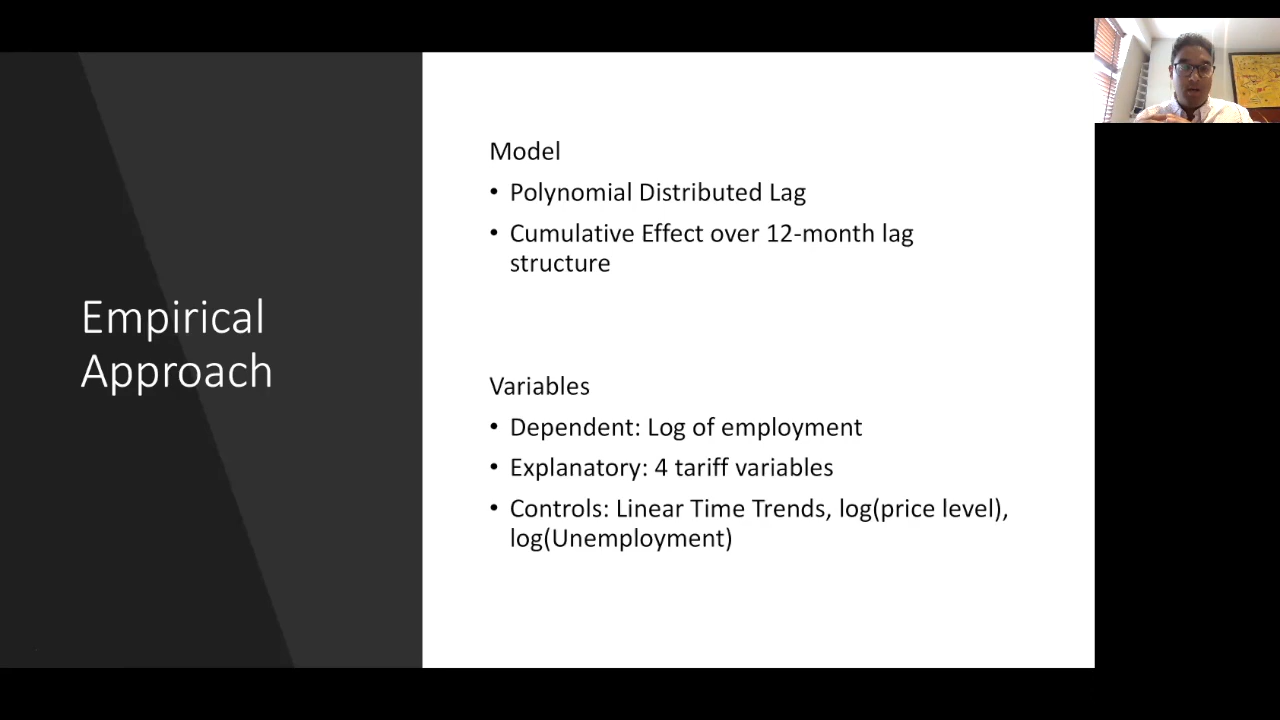 Empirical
Approach
Model
• Polynomial Distributed Lag
• Cumulative Effect over 12-month lag
structure
Variables
• Dependent: Log of employment
• Explanatory: 4 tariff variables
• Controls: Linear Time Trends, log(price level),
log(Unemployment)